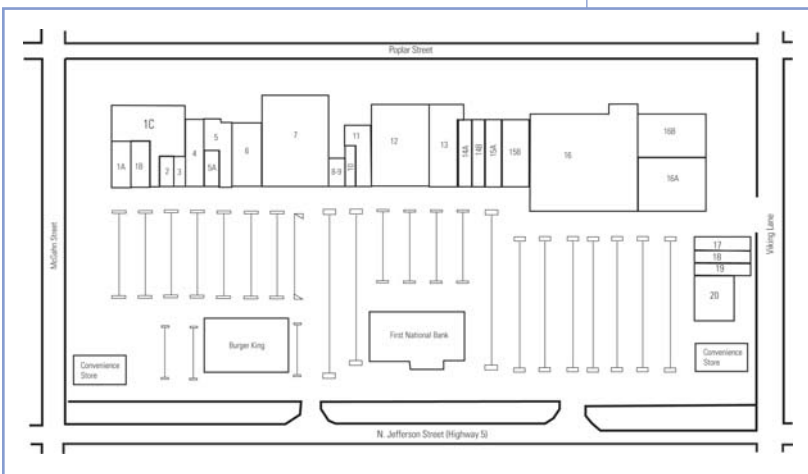 Poplar Street
1C
1A
1B
2
3
4
5
5A
6
7
8-9
10
11
12
13
14A
14B
15A
15B
16
16B
16A
McGahn Street
Viking Lane
17
18
19
20
Burger King
First National Bank
Convenience
Store
Convenience
Store
N. Jefferson Street (Highway 5)